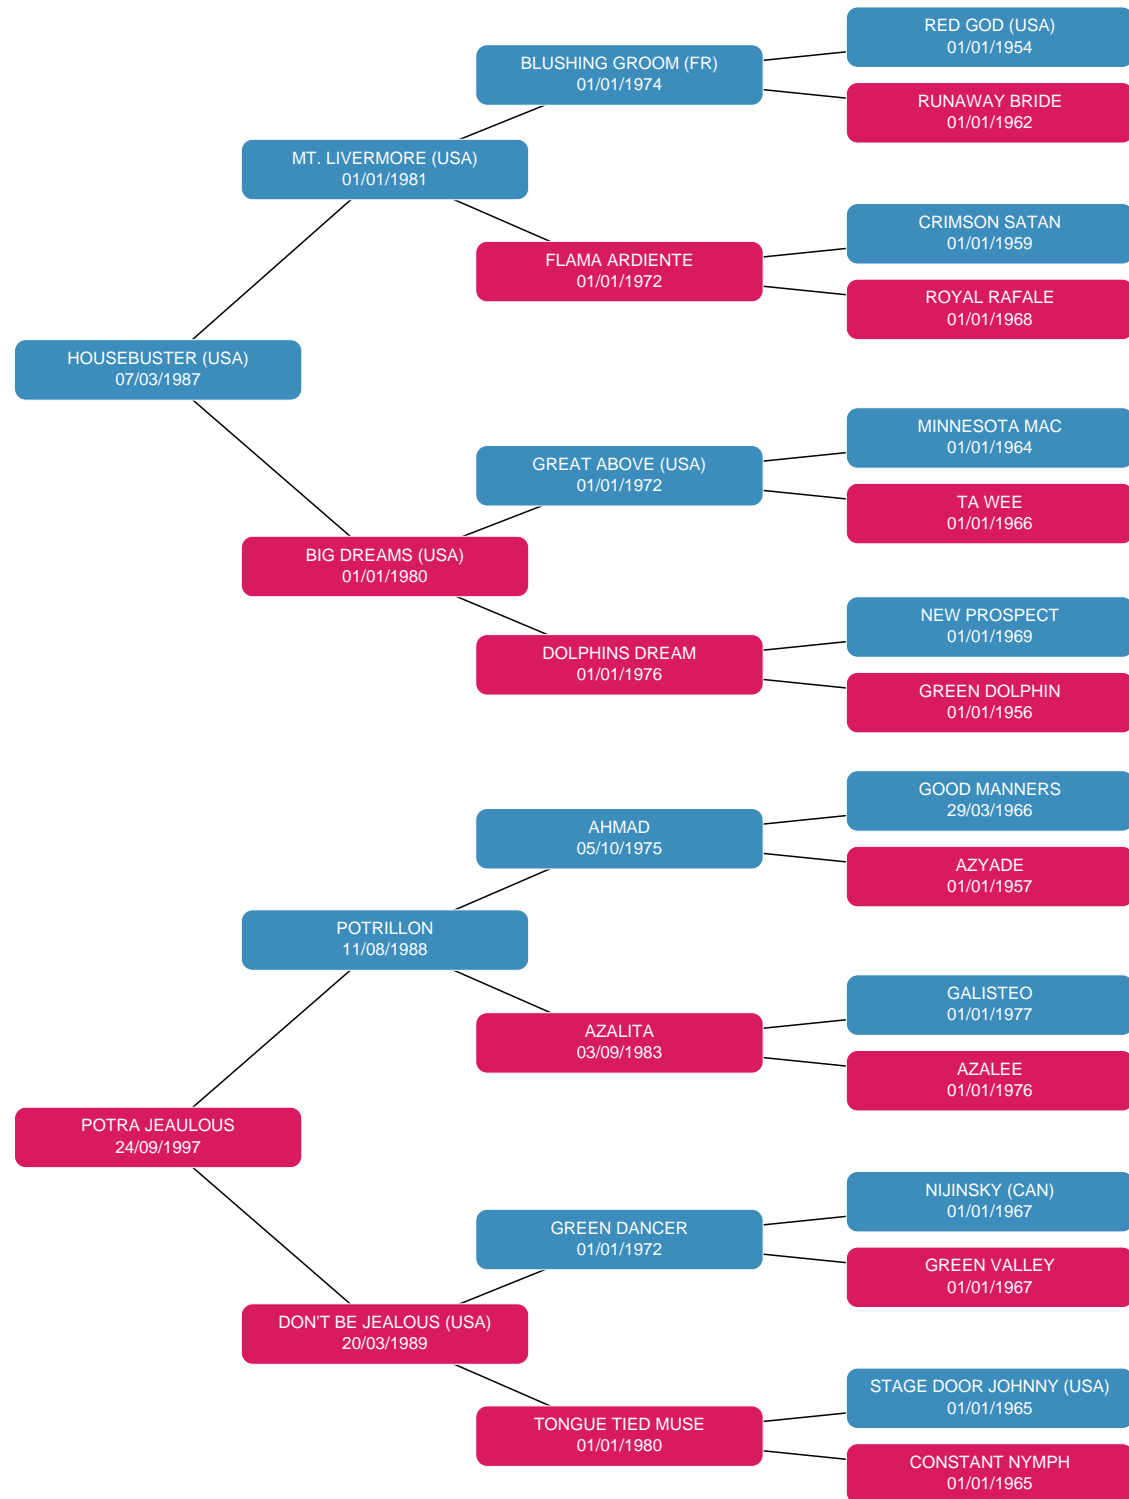 RED GOD (USA)
01/01/1954
BLUSHING GROOM (FR)
01/01/1974
RUNAWAY BRIDE
01/01/1962
MT. LIVERMORE (USA)
01/01/1981
CRIMSON SATAN
01/01/1959
FLAMA ARDIENTE
01/01/1972
ROYAL RAFALE
01/01/1968
HOUSEBUSTER (USA)
07/03/1987
MINNESOTA MAC
01/01/1964
GREAT ABOVE (USA)
01/01/1972
TA WEE
01/01/1966
BIG DREAMS (USA)
01/01/1980
NEW PROSPECT
01/01/1969
DOLPHINS DREAM
01/01/1976
GREEN DOLPHIN
01/01/1956
GOOD MANNERS
29/03/1966
AHMAD
05/10/1975
AZYADE
01/01/1957
POTRILLON
11/08/1988
GALISTEO
01/01/1977
AZALITA
03/09/1983
AZALEE
01/01/1976
POTRA JEAULOUS
24/09/1997
NIJINSKY (CAN)
01/01/1967
GREEN DANCER
01/01/1972
GREEN VALLEY
01/01/1967
DON'T BE JEALOUS (USA)
20/03/1989
STAGE DOOR JOHNNY (USA)
01/01/1965
TONGUE TIED MUSE
01/01/1980
CONSTANT NYMPH
01/01/1965